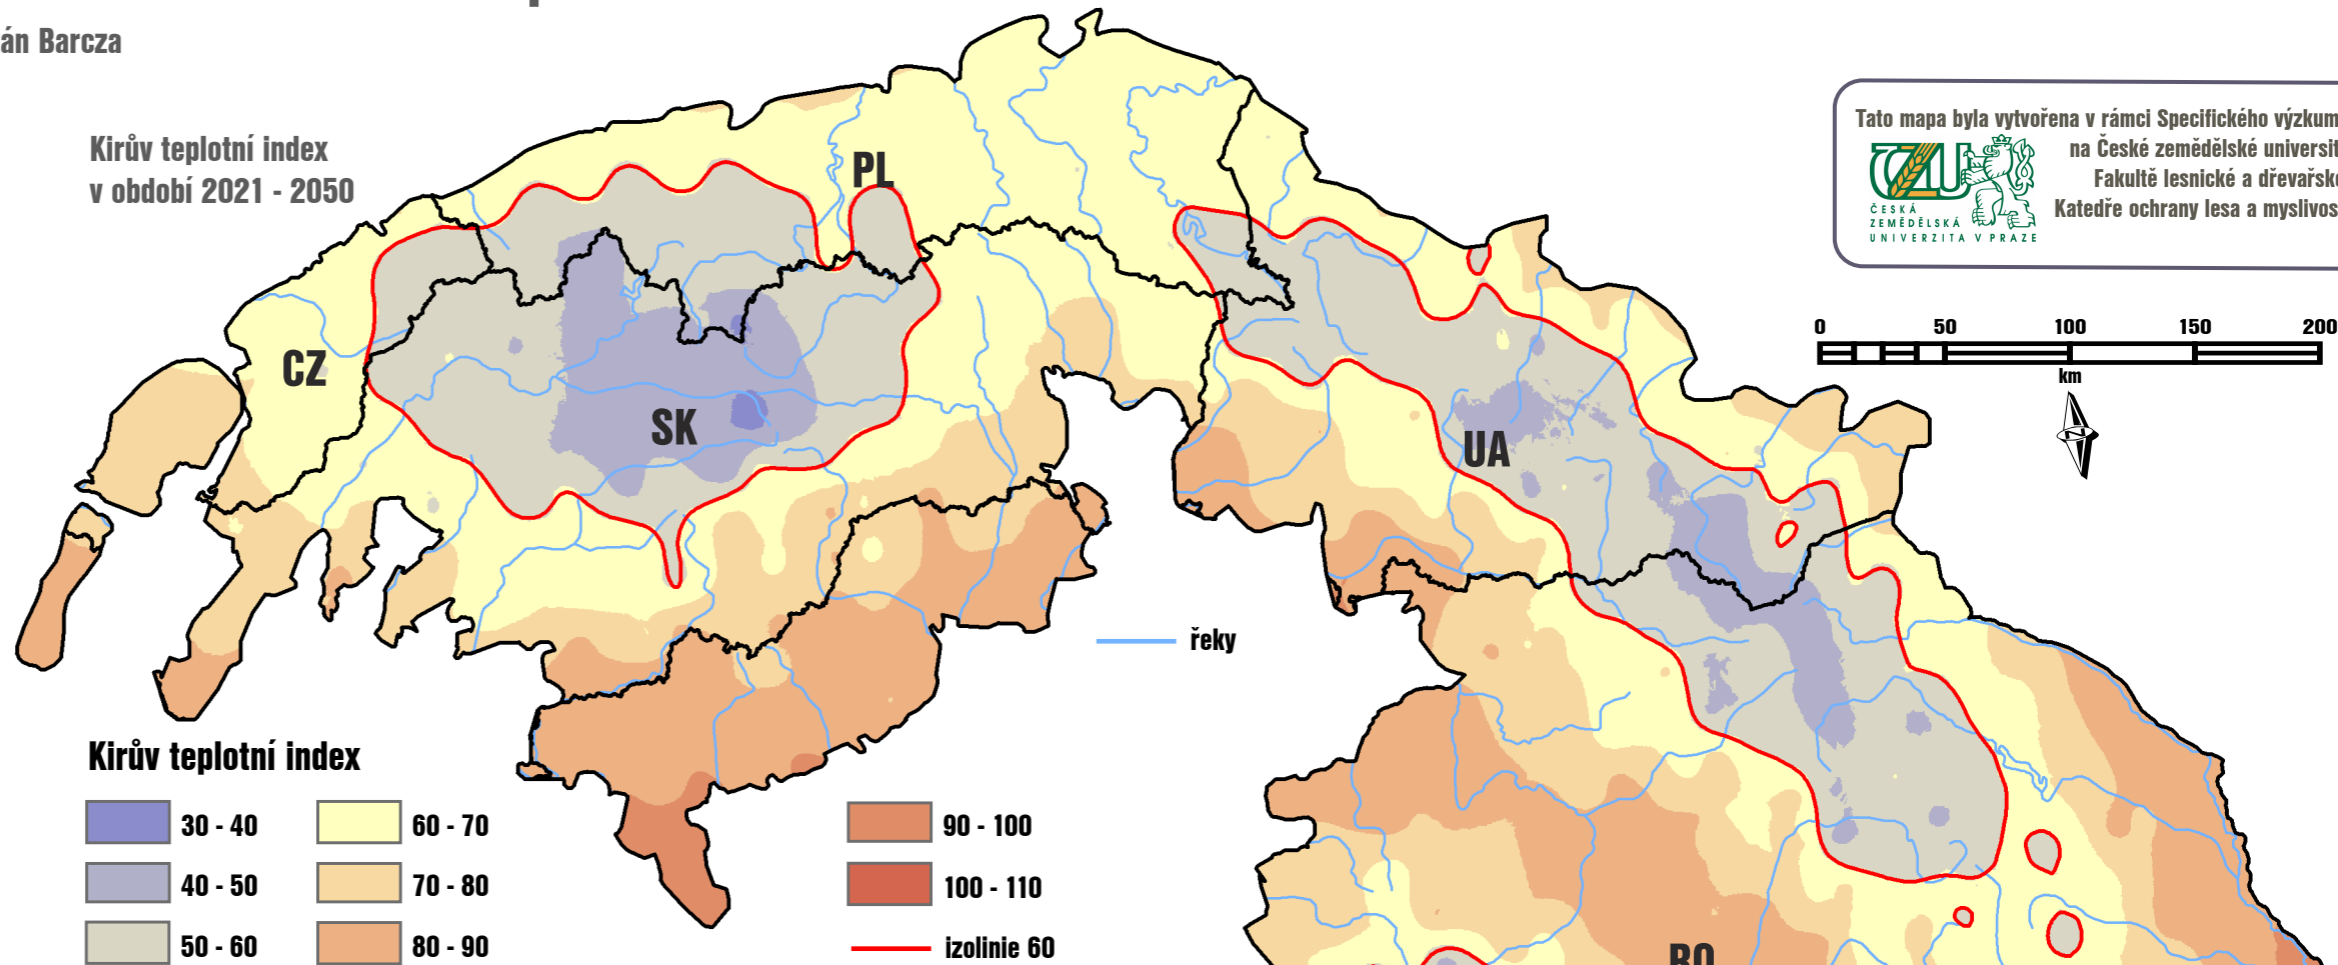 án Barcza
Kirův teplotní index
v období 2021 - 2050
Tato mapa byla vytvořena v rámci Specifického výzkum
na České zemědělské universit
Fakultě lesnické a dřevařské
Katedře ochrany lesa a myslivos
ČZU
ČESKÁ
ZEMĚDĚLSKÁ
UNIVERZITA V PRAZE
PL
CZ
SK
UA
RO
0 50 100 150 200
km
N
řeky
Kirův teplotní index
30 - 40
40 - 50
50 - 60
60 - 70
70 - 80
80 - 90
90 - 100
100 - 110
izolinie 60